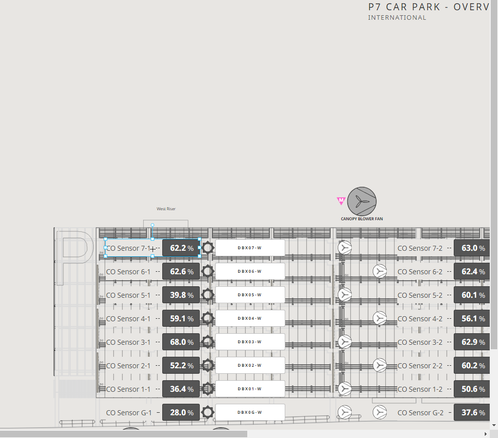 P7 CAR PARK - OVERV
INTERNATIONAL
West Riser
CANOPY BLOWER FAN
CO Sensor 7-1 62.2 % DBX07-W CO Sensor 7-2 63.0 %
CO Sensor 6-1 62.6 % DBX06-W CO Sensor 6-2 62.4 %
CO Sensor 5-1 39.8 % DBX05-W CO Sensor 5-2 60.1 %
CO Sensor 4-1 59.1 % DBX04-W CO Sensor 4-2 56.1 %
CO Sensor 3-1 68.0 % DBX03-W CO Sensor 3-2 62.9 %
CO Sensor 2-1 52.2 % DBX02-W CO Sensor 2-2 60.2 %
CO Sensor 1-1 36.4 % DBX01-W CO Sensor 1-2 50.6 %
CO Sensor G-1 28.0 % DBX0G-W CO Sensor G-2 37.6 %
P